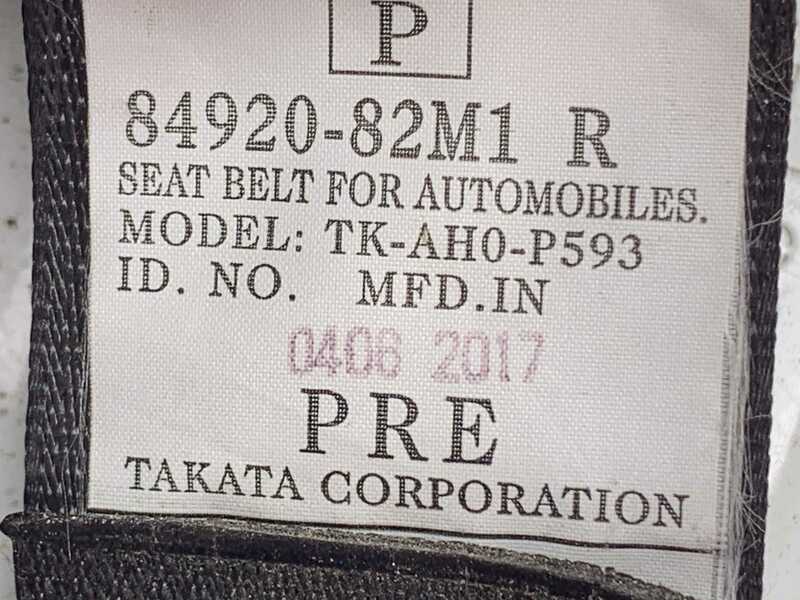 P
84920-82M1 R
SEAT BELT FOR AUTOMOBILES.
MODEL: TK-AH0-P593
ID. NO. MFD.IN
0406 2017
PRE
TAKATA CORPORATION